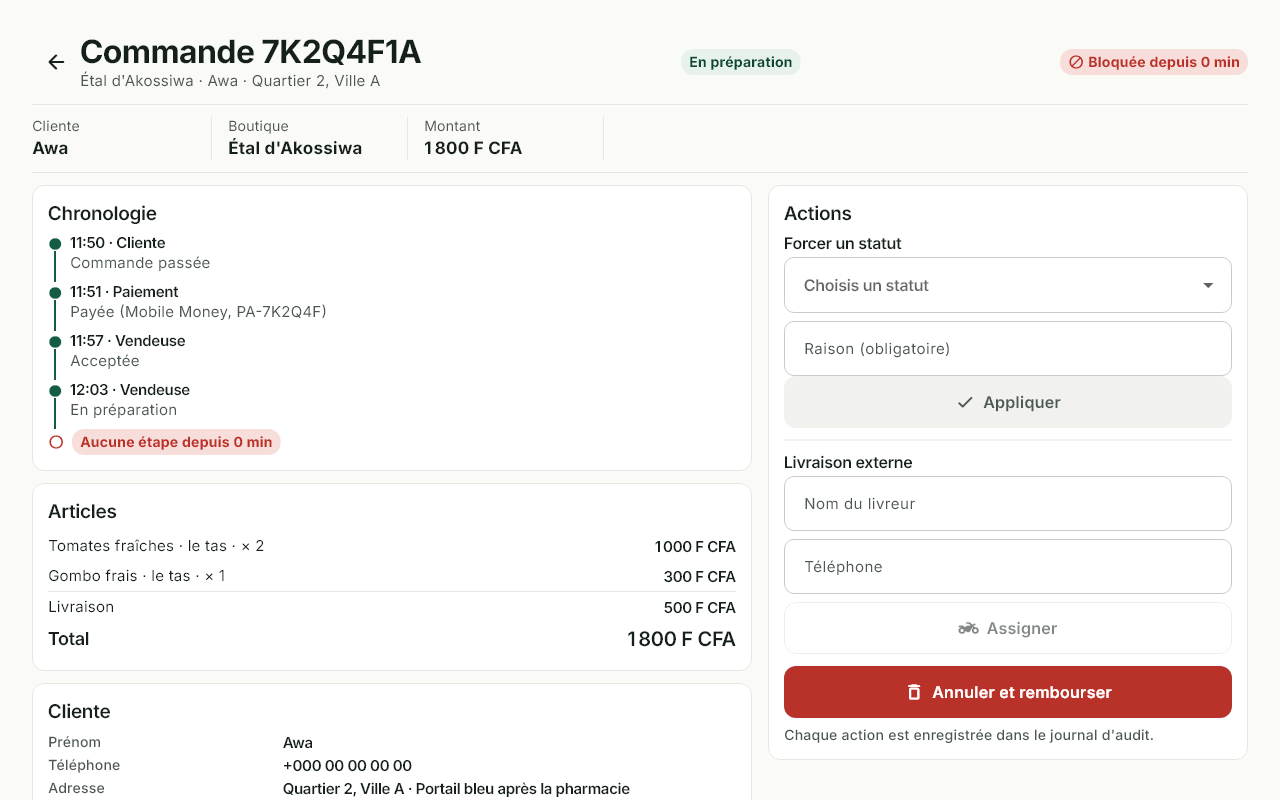 Commande 7K2Q4F1A
Étal d'Akossiwa · Awa · Quartier 2, Ville A
En préparation
Bloquée depuis 0 min
Cliente
Awa
Boutique
Étal d'Akossiwa
Montant
1 800 F CFA
Chronologie
11:50 · Cliente
Commande passée
11:51 · Paiement
Payée (Mobile Money, PA-7K2Q4F)
11:57 · Vendeuse
Acceptée
12:03 · Vendeuse
En préparation
Aucune étape depuis 0 min
Articles
Tomates fraîches · le tas · × 2
1 000 F CFA
Gombo frais · le tas · × 1
300 F CFA
Livraison
500 F CFA
Total
1 800 F CFA
Cliente
Prénom
Awa
Téléphone
+000 00 00 00 00
Adresse
Quartier 2, Ville A · Portail bleu après la pharmacie
Actions
Forcer un statut
Choisis un statut
Raison (obligatoire)
Appliquer
Livraison externe
Nom du livreur
Téléphone
Assigner
Annuler et rembourser
Chaque action est enregistrée dans le journal d'audit.